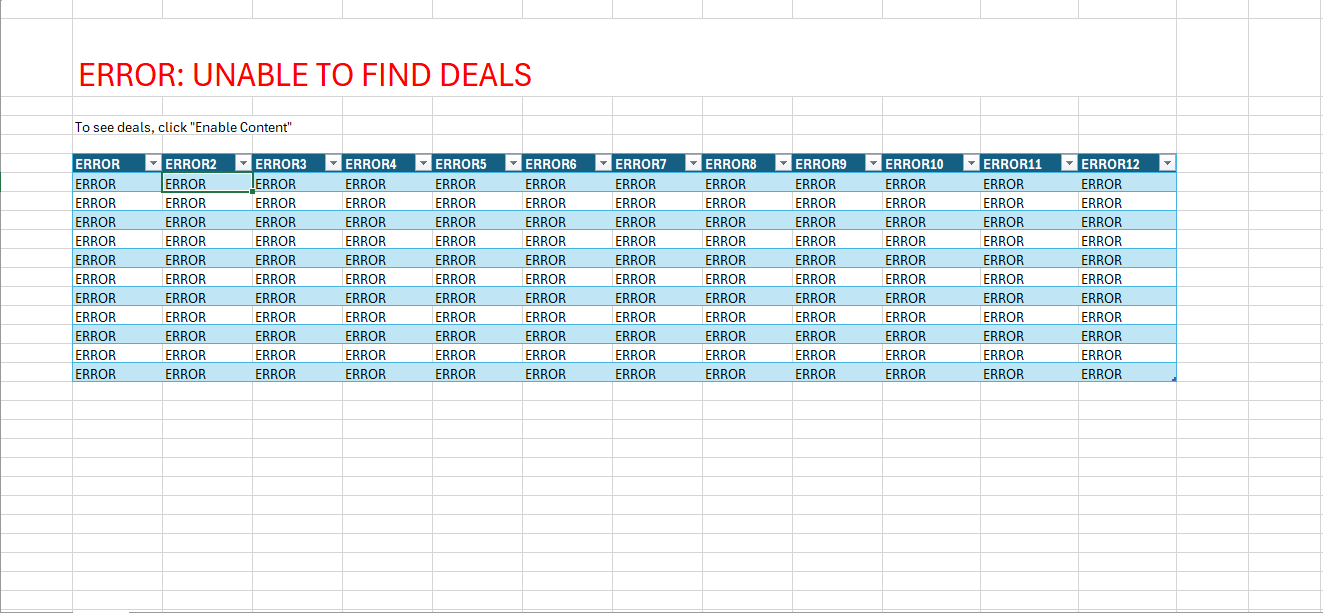 ERROR: UNABLE TO FIND DEALS
To see deals, click "Enable Content"
ERROR ERROR2 ERROR3 ERROR4 ERROR5 ERROR6 ERROR7 ERROR8 ERROR9 ERROR10 ERROR11 ERROR12
ERROR ERROR ERROR ERROR ERROR ERROR ERROR ERROR ERROR ERROR ERROR ERROR
ERROR ERROR ERROR ERROR ERROR ERROR ERROR ERROR ERROR ERROR ERROR ERROR
ERROR ERROR ERROR ERROR ERROR ERROR ERROR ERROR ERROR ERROR ERROR ERROR
ERROR ERROR ERROR ERROR ERROR ERROR ERROR ERROR ERROR ERROR ERROR ERROR
ERROR ERROR ERROR ERROR ERROR ERROR ERROR ERROR ERROR ERROR ERROR ERROR
ERROR ERROR ERROR ERROR ERROR ERROR ERROR ERROR ERROR ERROR ERROR ERROR
ERROR ERROR ERROR ERROR ERROR ERROR ERROR ERROR ERROR ERROR ERROR ERROR
ERROR ERROR ERROR ERROR ERROR ERROR ERROR ERROR ERROR ERROR ERROR ERROR
ERROR ERROR ERROR ERROR ERROR ERROR ERROR ERROR ERROR ERROR ERROR ERROR
ERROR ERROR ERROR ERROR ERROR ERROR ERROR ERROR ERROR ERROR ERROR ERROR
ERROR ERROR ERROR ERROR ERROR ERROR ERROR ERROR ERROR ERROR ERROR ERROR